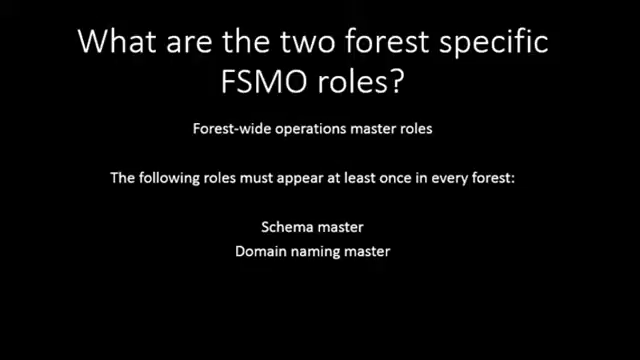 What are the two forest specific
FSMO roles?
Forest-wide operations master roles
The following roles must appear at least once in every forest:
Schema master
Domain naming master